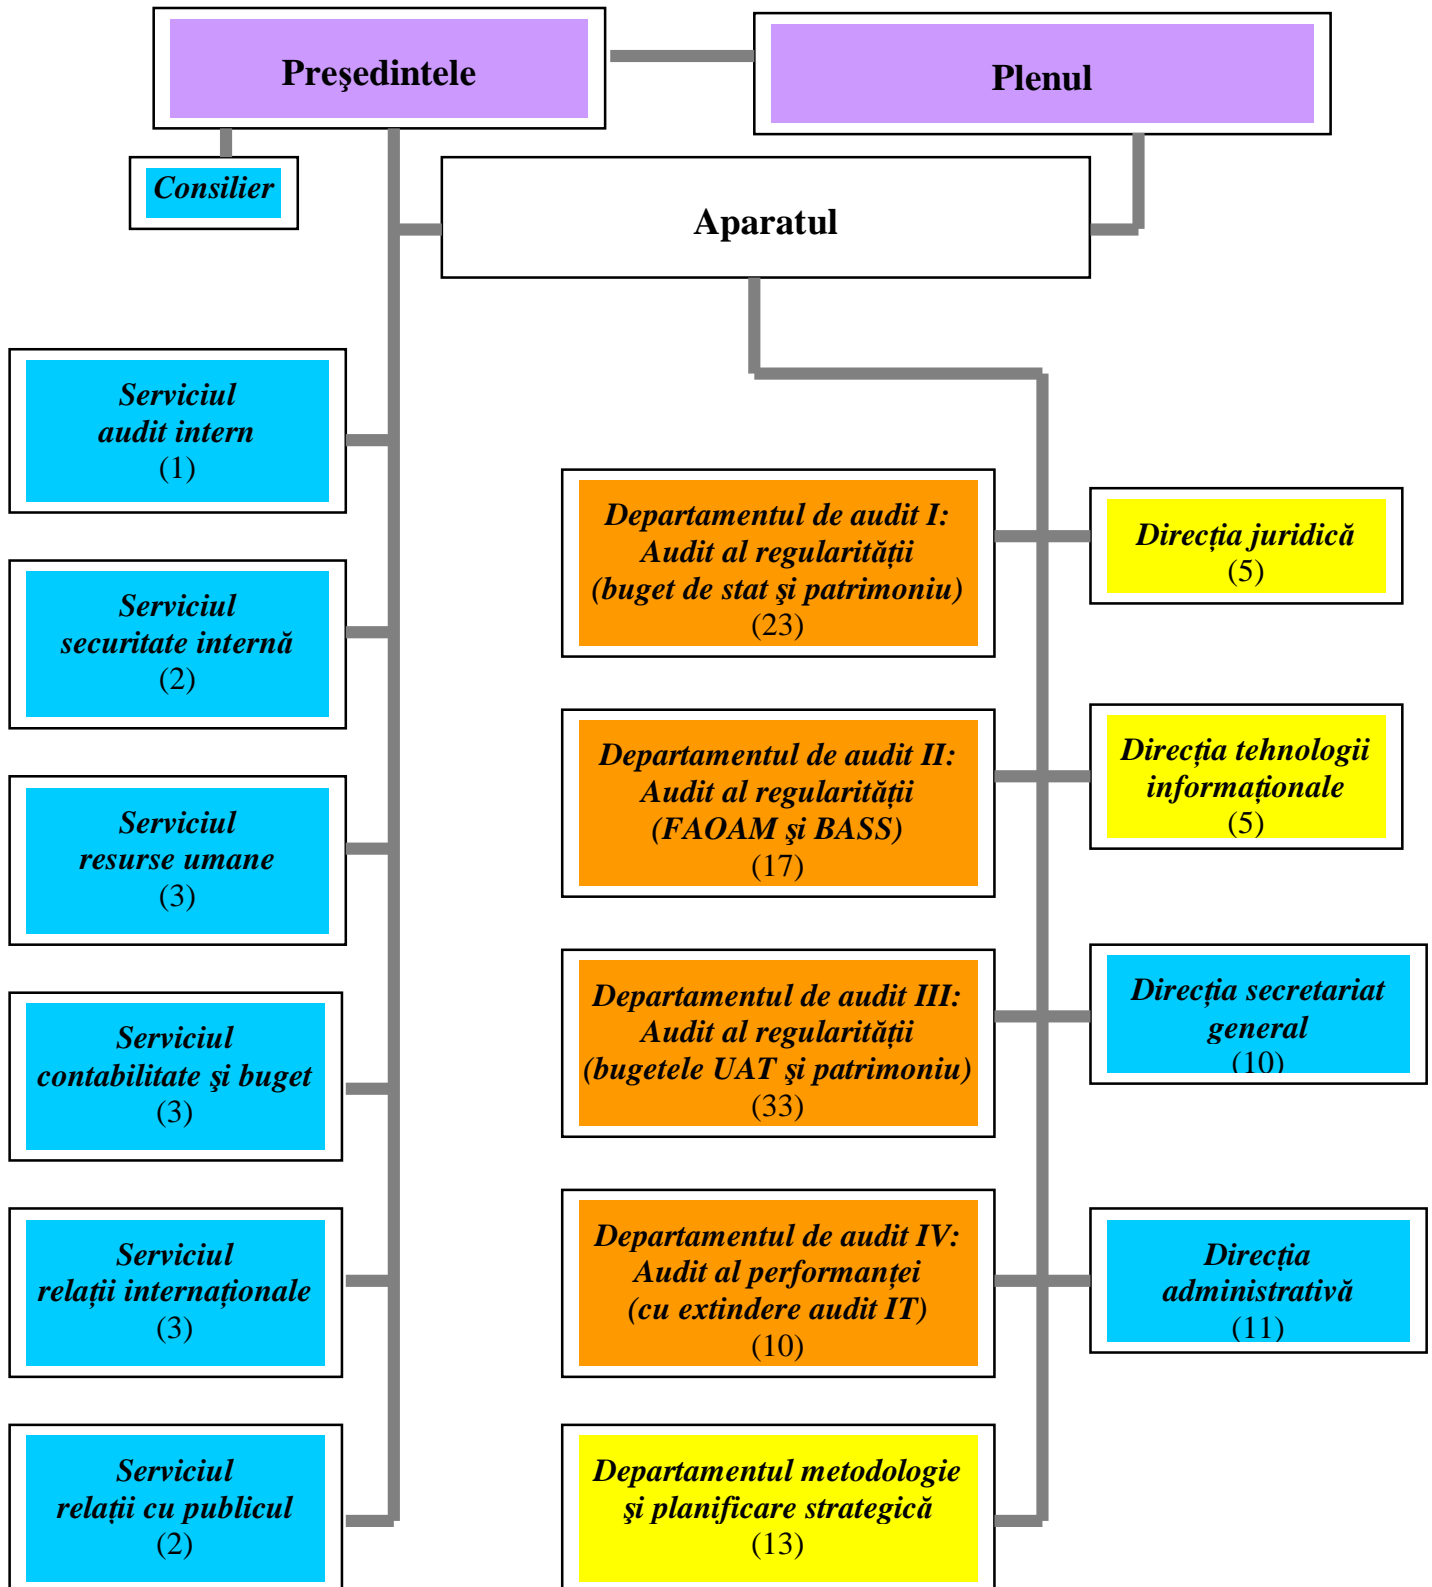 Preşedintele
Plenul
Consilier
Aparatul
Serviciul
audit intern
(1)
Serviciul
securitate internă
(2)
Serviciul
resurse umane
(3)
Serviciul
contabilitate şi buget
(3)
Serviciul
relații internaționale
(3)
Serviciul
relații cu publicul
(2)
Departamentul de audit I:
Audit al regularității
(buget de stat şi patrimoniu)
(23)
Departamentul de audit II:
Audit al regularității
(FAOAM şi BASS)
(17)
Departamentul de audit III:
Audit al regularității
(bugetele UAT şi patrimoniu)
(33)
Departamentul de audit IV:
Audit al performanței
(cu extindere audit IT)
(10)
Departamentul metodologie
şi planificare strategică
(13)
Direcția juridică
(5)
Direcția tehnologii
informaționale
(5)
Direcția secretariat
general
(10)
Direcția
administrativă
(11)